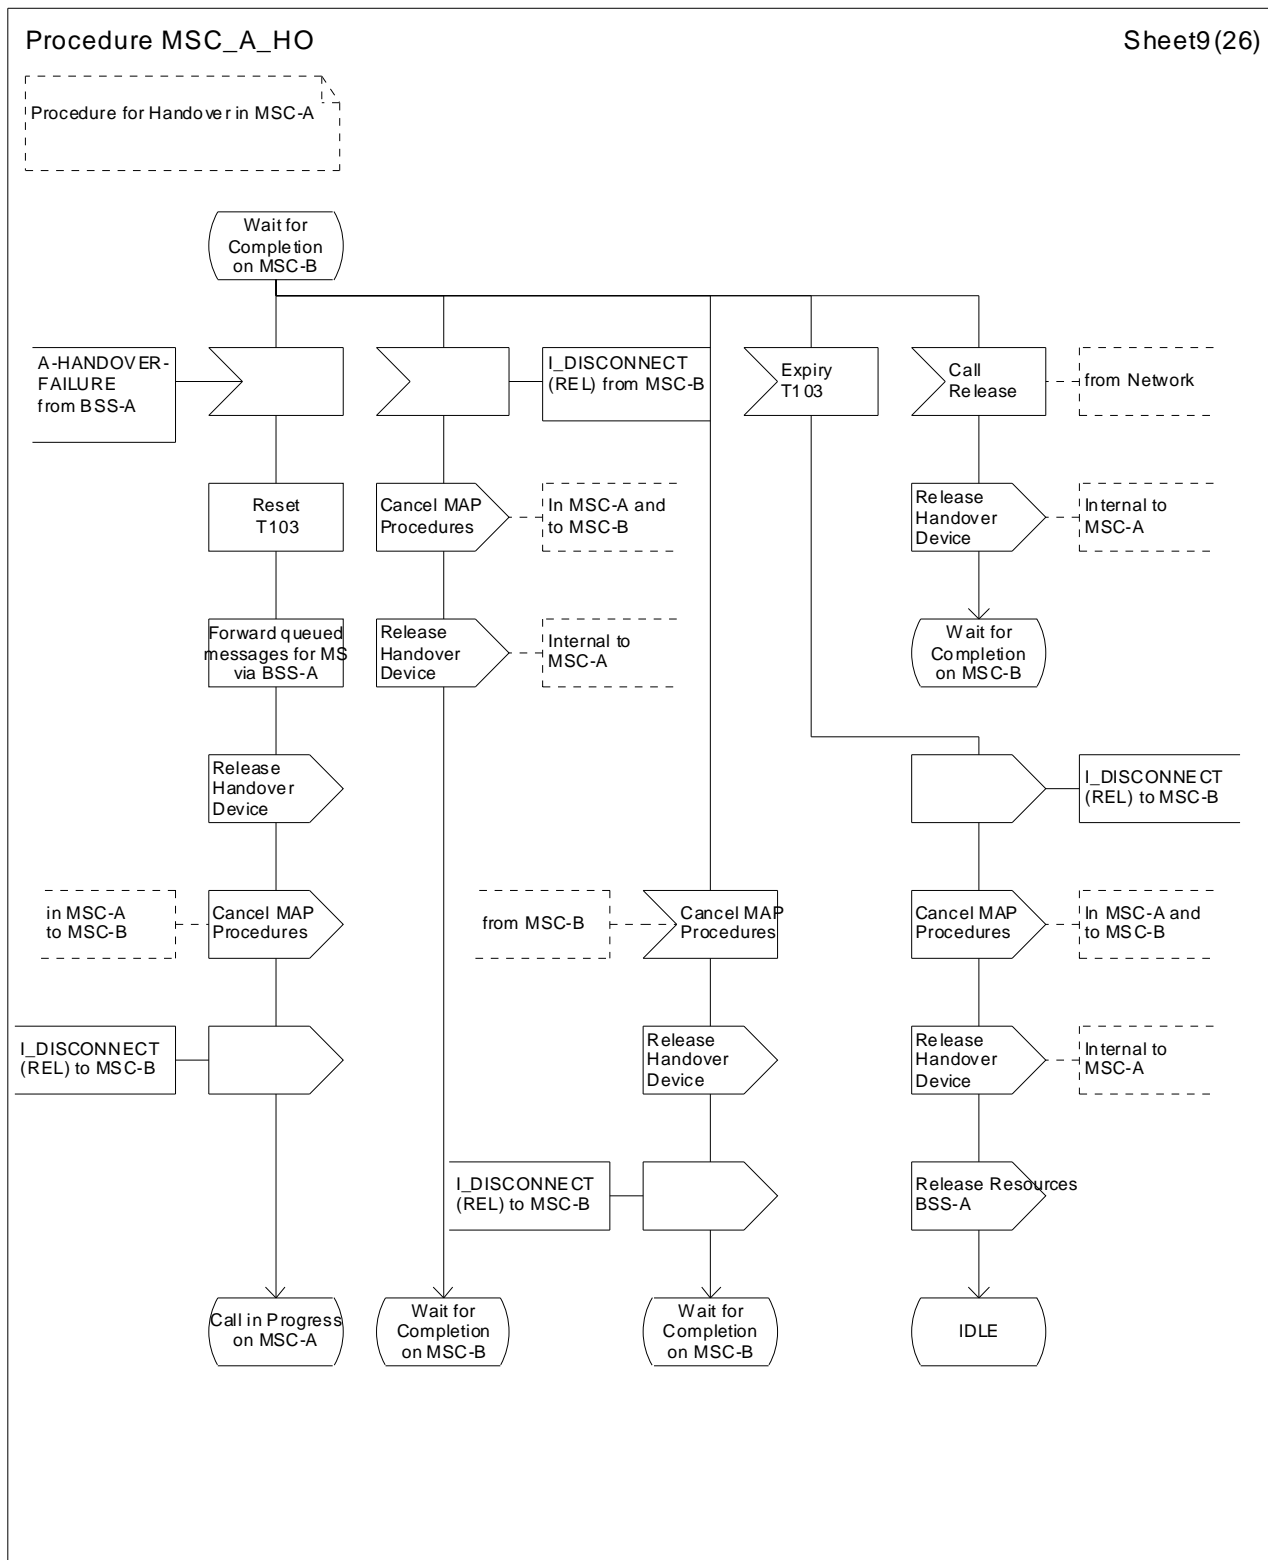 Procedure MSC_A_HO
Sheet9(26)
Procedure for Handover in MSC-A
Wait for
Completion
on MSC-B
A-HANDOVER-
FAILURE
from BSS-A
I_DISCONNECT
(REL) from MSC-B
Expiry
T103
Call
Release
from Network
Reset
T103
Cancel MAP
Procedures
In MSC-A and
to MSC-B
Release
Handover
Device
Internal to
MSC-A
Forward queued
messages for MS
via BSS-A
Release
Handover
Device
Internal to
MSC-A
Wait for
Completion
on MSC-B
Release
Handover
Device
I_DISCONNECT
(REL) to MSC-B
in MSC-A
to MSC-B
Cancel MAP
Procedures
from MSC-B
Cancel MAP
Procedures
Cancel MAP
Procedures
In MSC-A and
to MSC-B
I_DISCONNECT
(REL) to MSC-B
Release
Handover
Device
Release
Handover
Device
Internal to
MSC-A
I_DISCONNECT
(REL) to MSC-B
Release Resources
BSS-A
Call in Progress
on MSC-A
Wait for
Completion
on MSC-B
Wait for
Completion
on MSC-B
IDLE